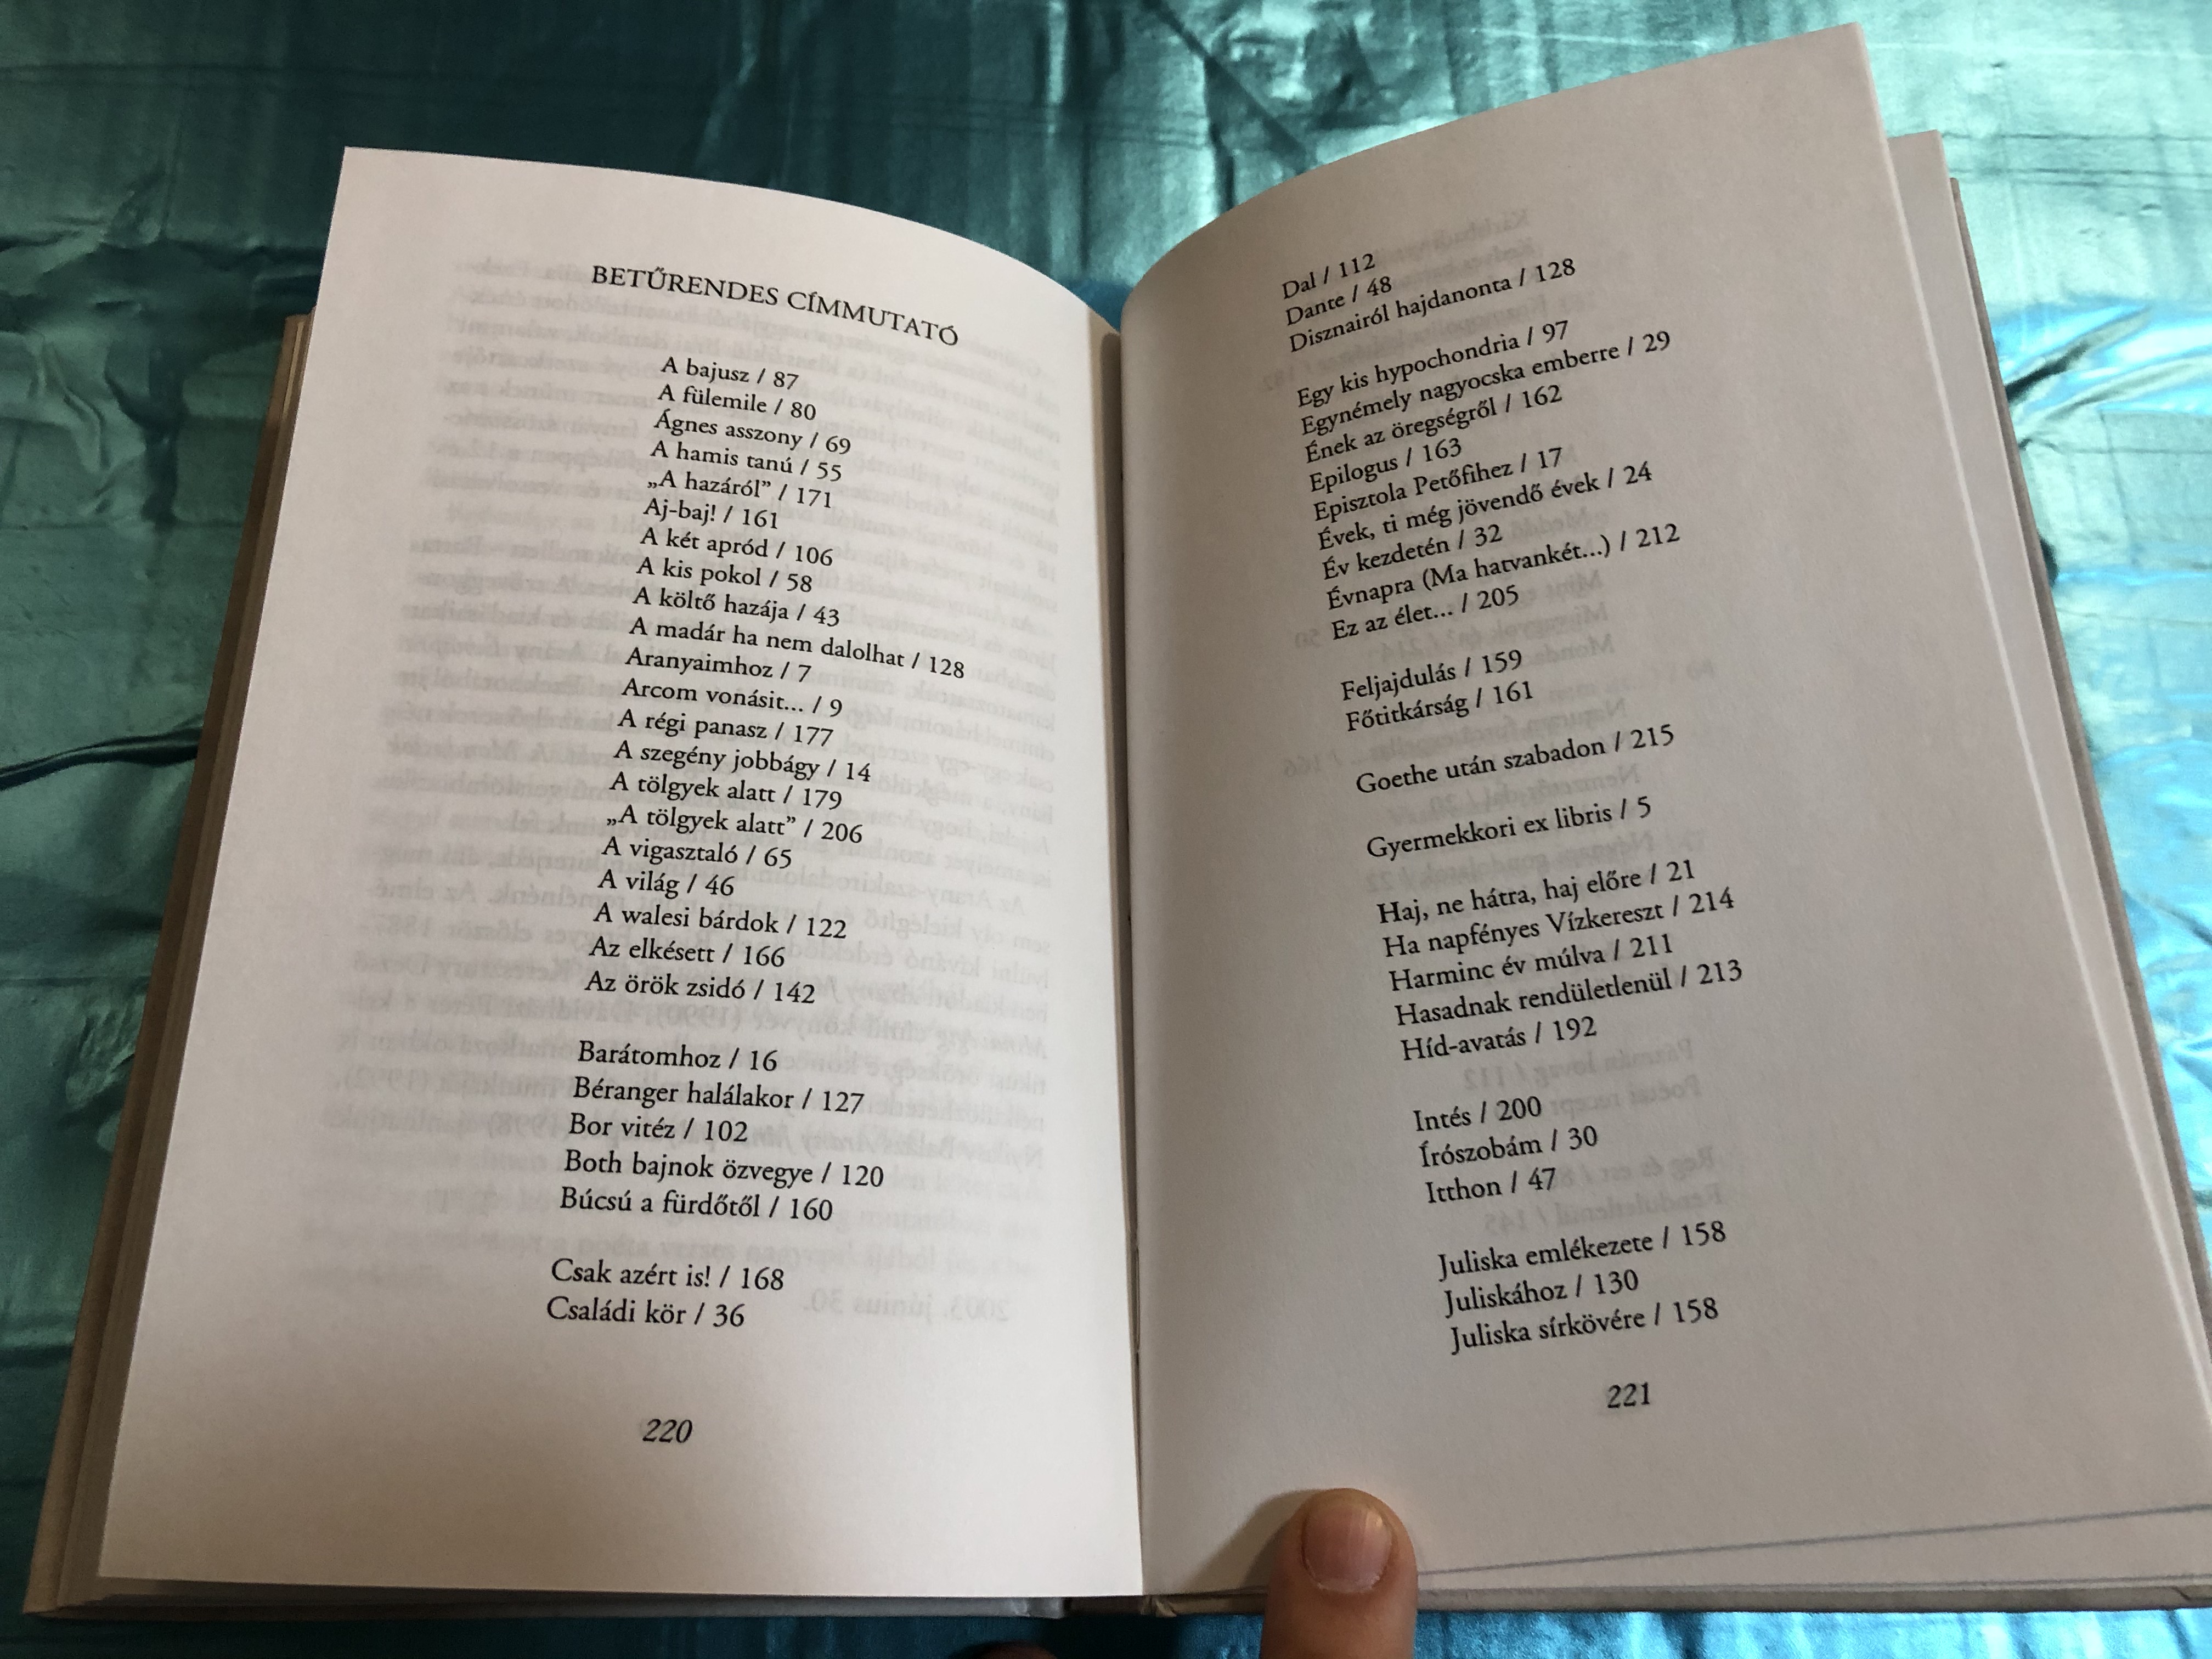 BETŰRENDES CÍMMUTATÓ
A bajusz / 87
A fülemile / 80
Ágnes asszony / 69
A hamis tanú / 55
„A hazáról” / 171
Aj-baj! / 161
A két apród / 106
A kis pokol / 58
A költő hazája / 43
A madár ha nem dalolhat / 128
Aranyaimhoz / 7
Arcom vonásit... / 9
A régi panasz / 177
A szegény jobbágy / 14
A tölgyek alatt / 179
„A tölgyek alatt” / 206
A vigasztaló / 65
A világ / 46
A walesi bárdok / 122
Az elkésett / 166
Az örök zsidó / 142
Barátomhoz / 16
Béranger halálakor / 127
Bor vitéz / 102
Both bajnok özvegye / 120
Búcsú a fürdőtől / 160
Csak azért is! / 168
Családi kör / 36
220
Dal / 112
Dante / 48
Disznairól hajdanonta / 128
Egy kis hypochondria / 97
Egynémely nagyocska emberre / 29
Ének az öregségről / 162
Epilogus / 163
Episztola Petőfihez / 17
Évek, ti még jövendő évek / 24
Év kezdetén / 32
Évnapra (Ma hatvankét...) / 212
Ez az élet... / 205
Feljajdulás / 159
Főtitkárság / 161
Goethe után szabadon / 215
Gyermekkori ex libris / 5
Haj, ne hátra, haj előre / 21
Ha napfényes Vízkereszt / 214
Harminc év múlva / 211
Hasadnak rendületlenül / 213
Híd-avatás / 192
Intés / 200
Írószobám / 30
Itthon / 47
Juliska emlékezete / 158
Juliskához / 130
Juliska sírkövére / 158
221